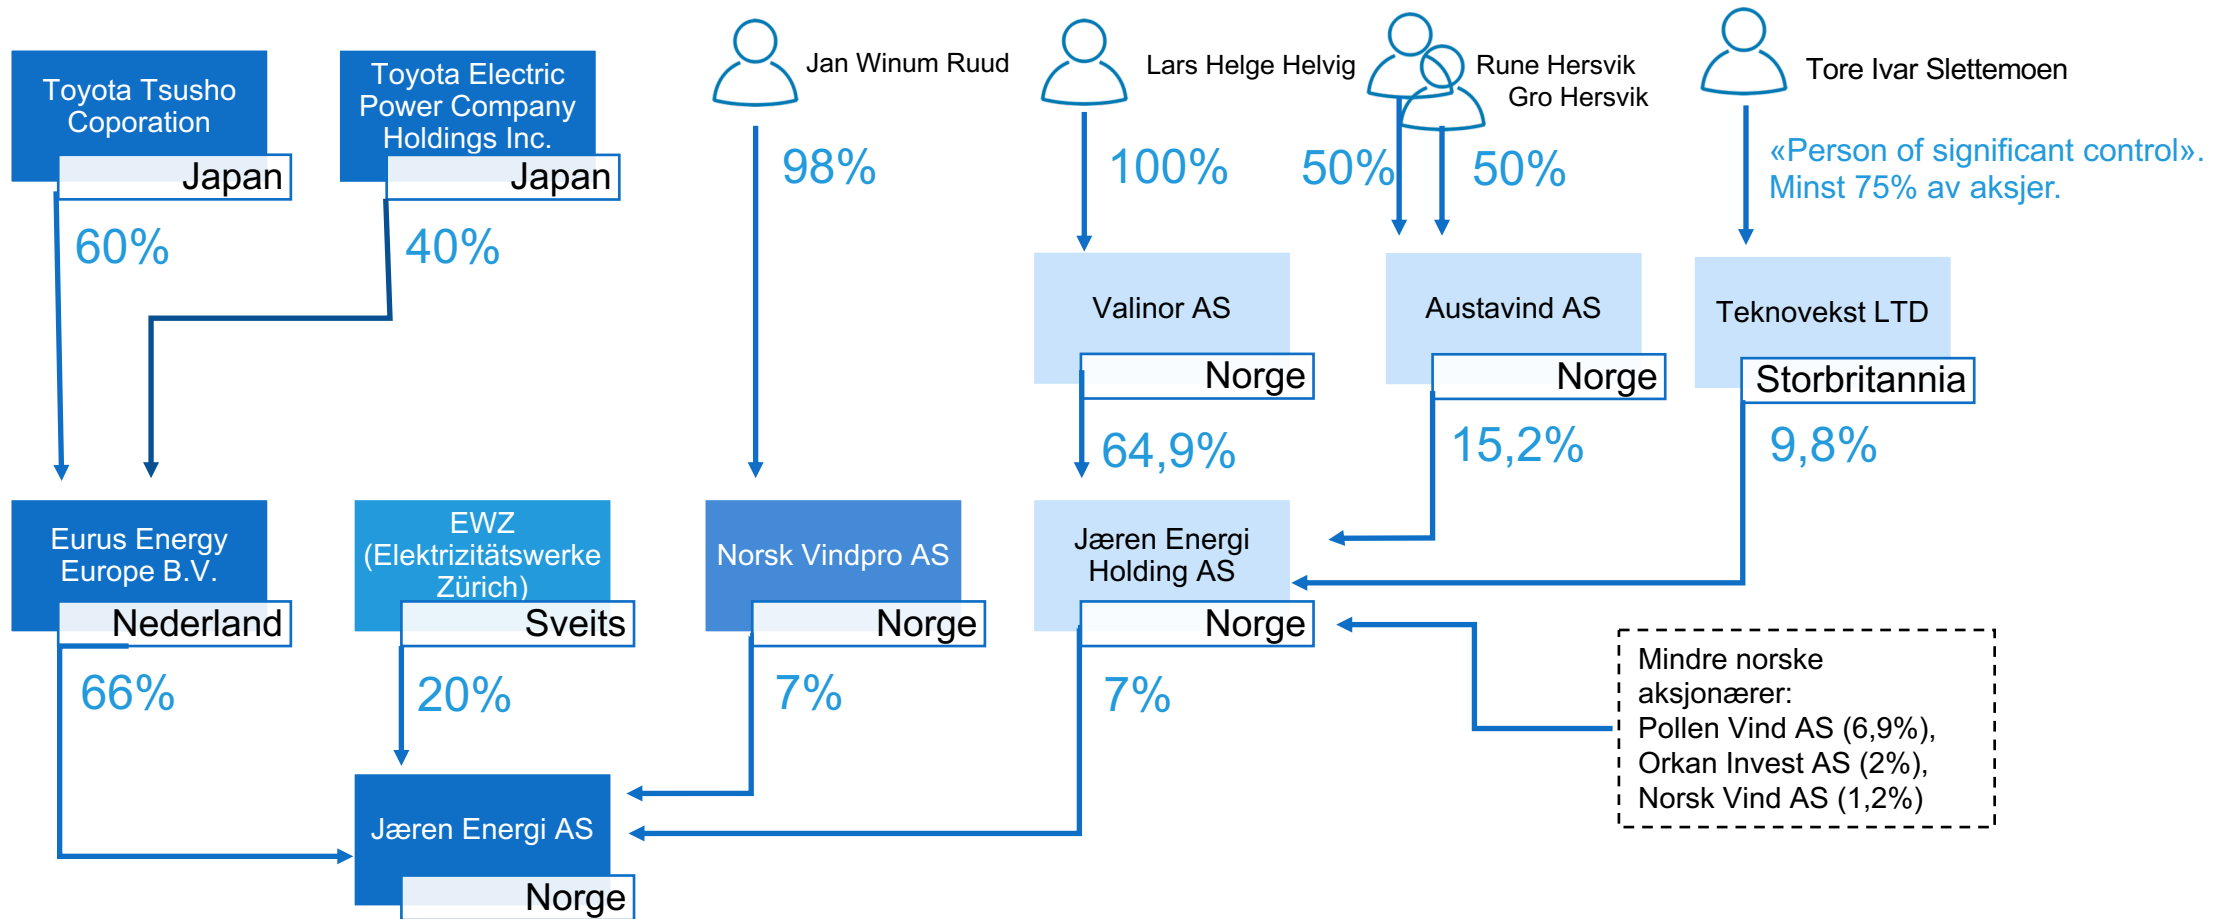 Jan Winum Ruud
Lars Helge Helvig
Rune Hersvik
Gro Hersvik
Tore Ivar Slettemoen
Toyota Tsusho
Coporation
Japan
Toyota Electric
Power Company
Holdings Inc.
Japan
60%
40%
98%
100%
50%
50%
«Person of significant control».
Minst 75% av aksjer.
Valinor AS
Norge
Austavind AS
Norge
Teknovekst LTD
Storbritannia
64,9%
15,2%
9,8%
Eurus Energy
Europe B.V.
Nederland
EWZ
(Elektrizitätswerke
Zürich)
Sveits
Norsk Vindpro AS
Norge
Jæren Energi
Holding AS
Norge
66%
20%
7%
7%
Mindre norske
aksjonærer:
Pollen Vind AS (6,9%),
Orkan Invest AS (2%),
Norsk Vind AS (1,2%)
Jæren Energi AS
Norge